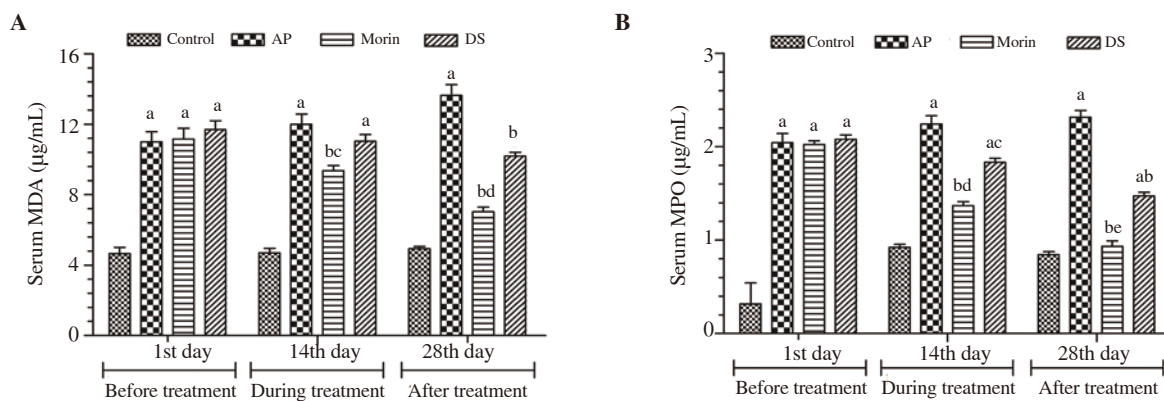 A
Control AP Morin DS
Serum MDA (µg/mL)
16
12
8
4
0
a a a
a bc a
a bd b
1st day 14th day 28th day
Before treatment During treatment After treatment
B
Control AP Morin DS
Serum MPO (µg/mL)
3
2
1
0
a a a
a bd ac
a be ab
1st day 14th day 28th day
Before treatment During treatment After treatment